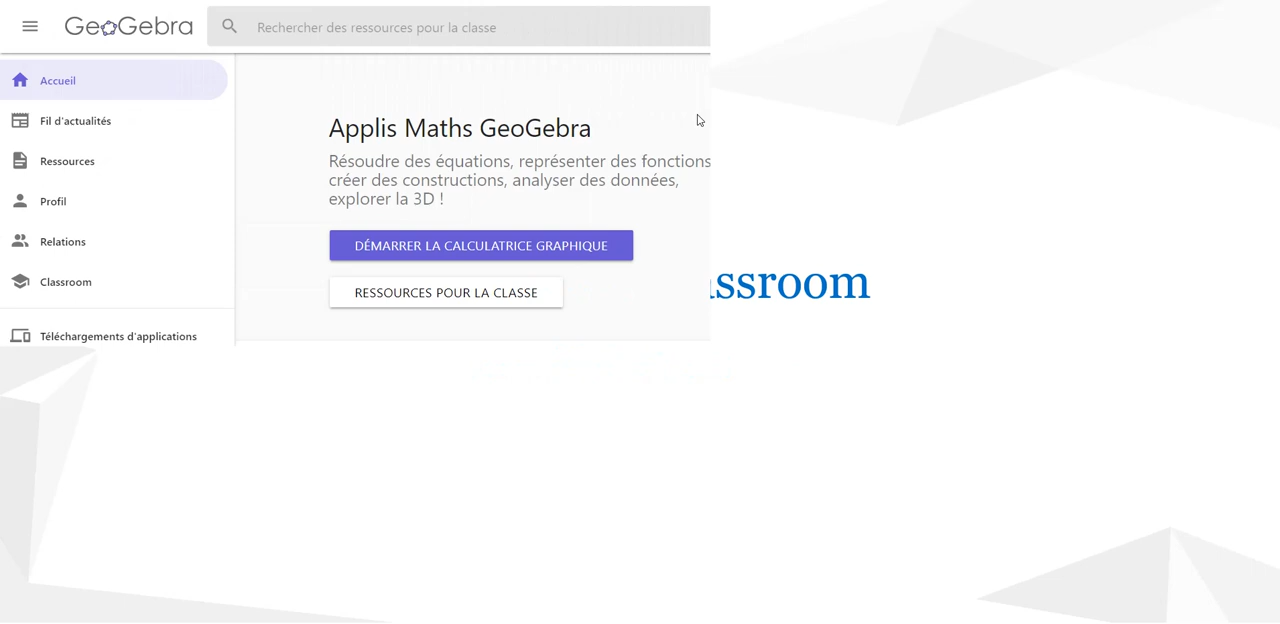 GeoGebra
Rechercher des ressources pour la classe
Accueil
Fil d'actualités
Ressources
Profil
Relations
Classroom
Téléchargements d'applications
Applis Maths GeoGebra
Résoudre des équations, représenter des fonctions
créer des constructions, analyser des données,
explorer la 3D !
DÉMARRER LA CALCULATRICE GRAPHIQUE
RESSOURCES POUR LA CLASSE
assroom